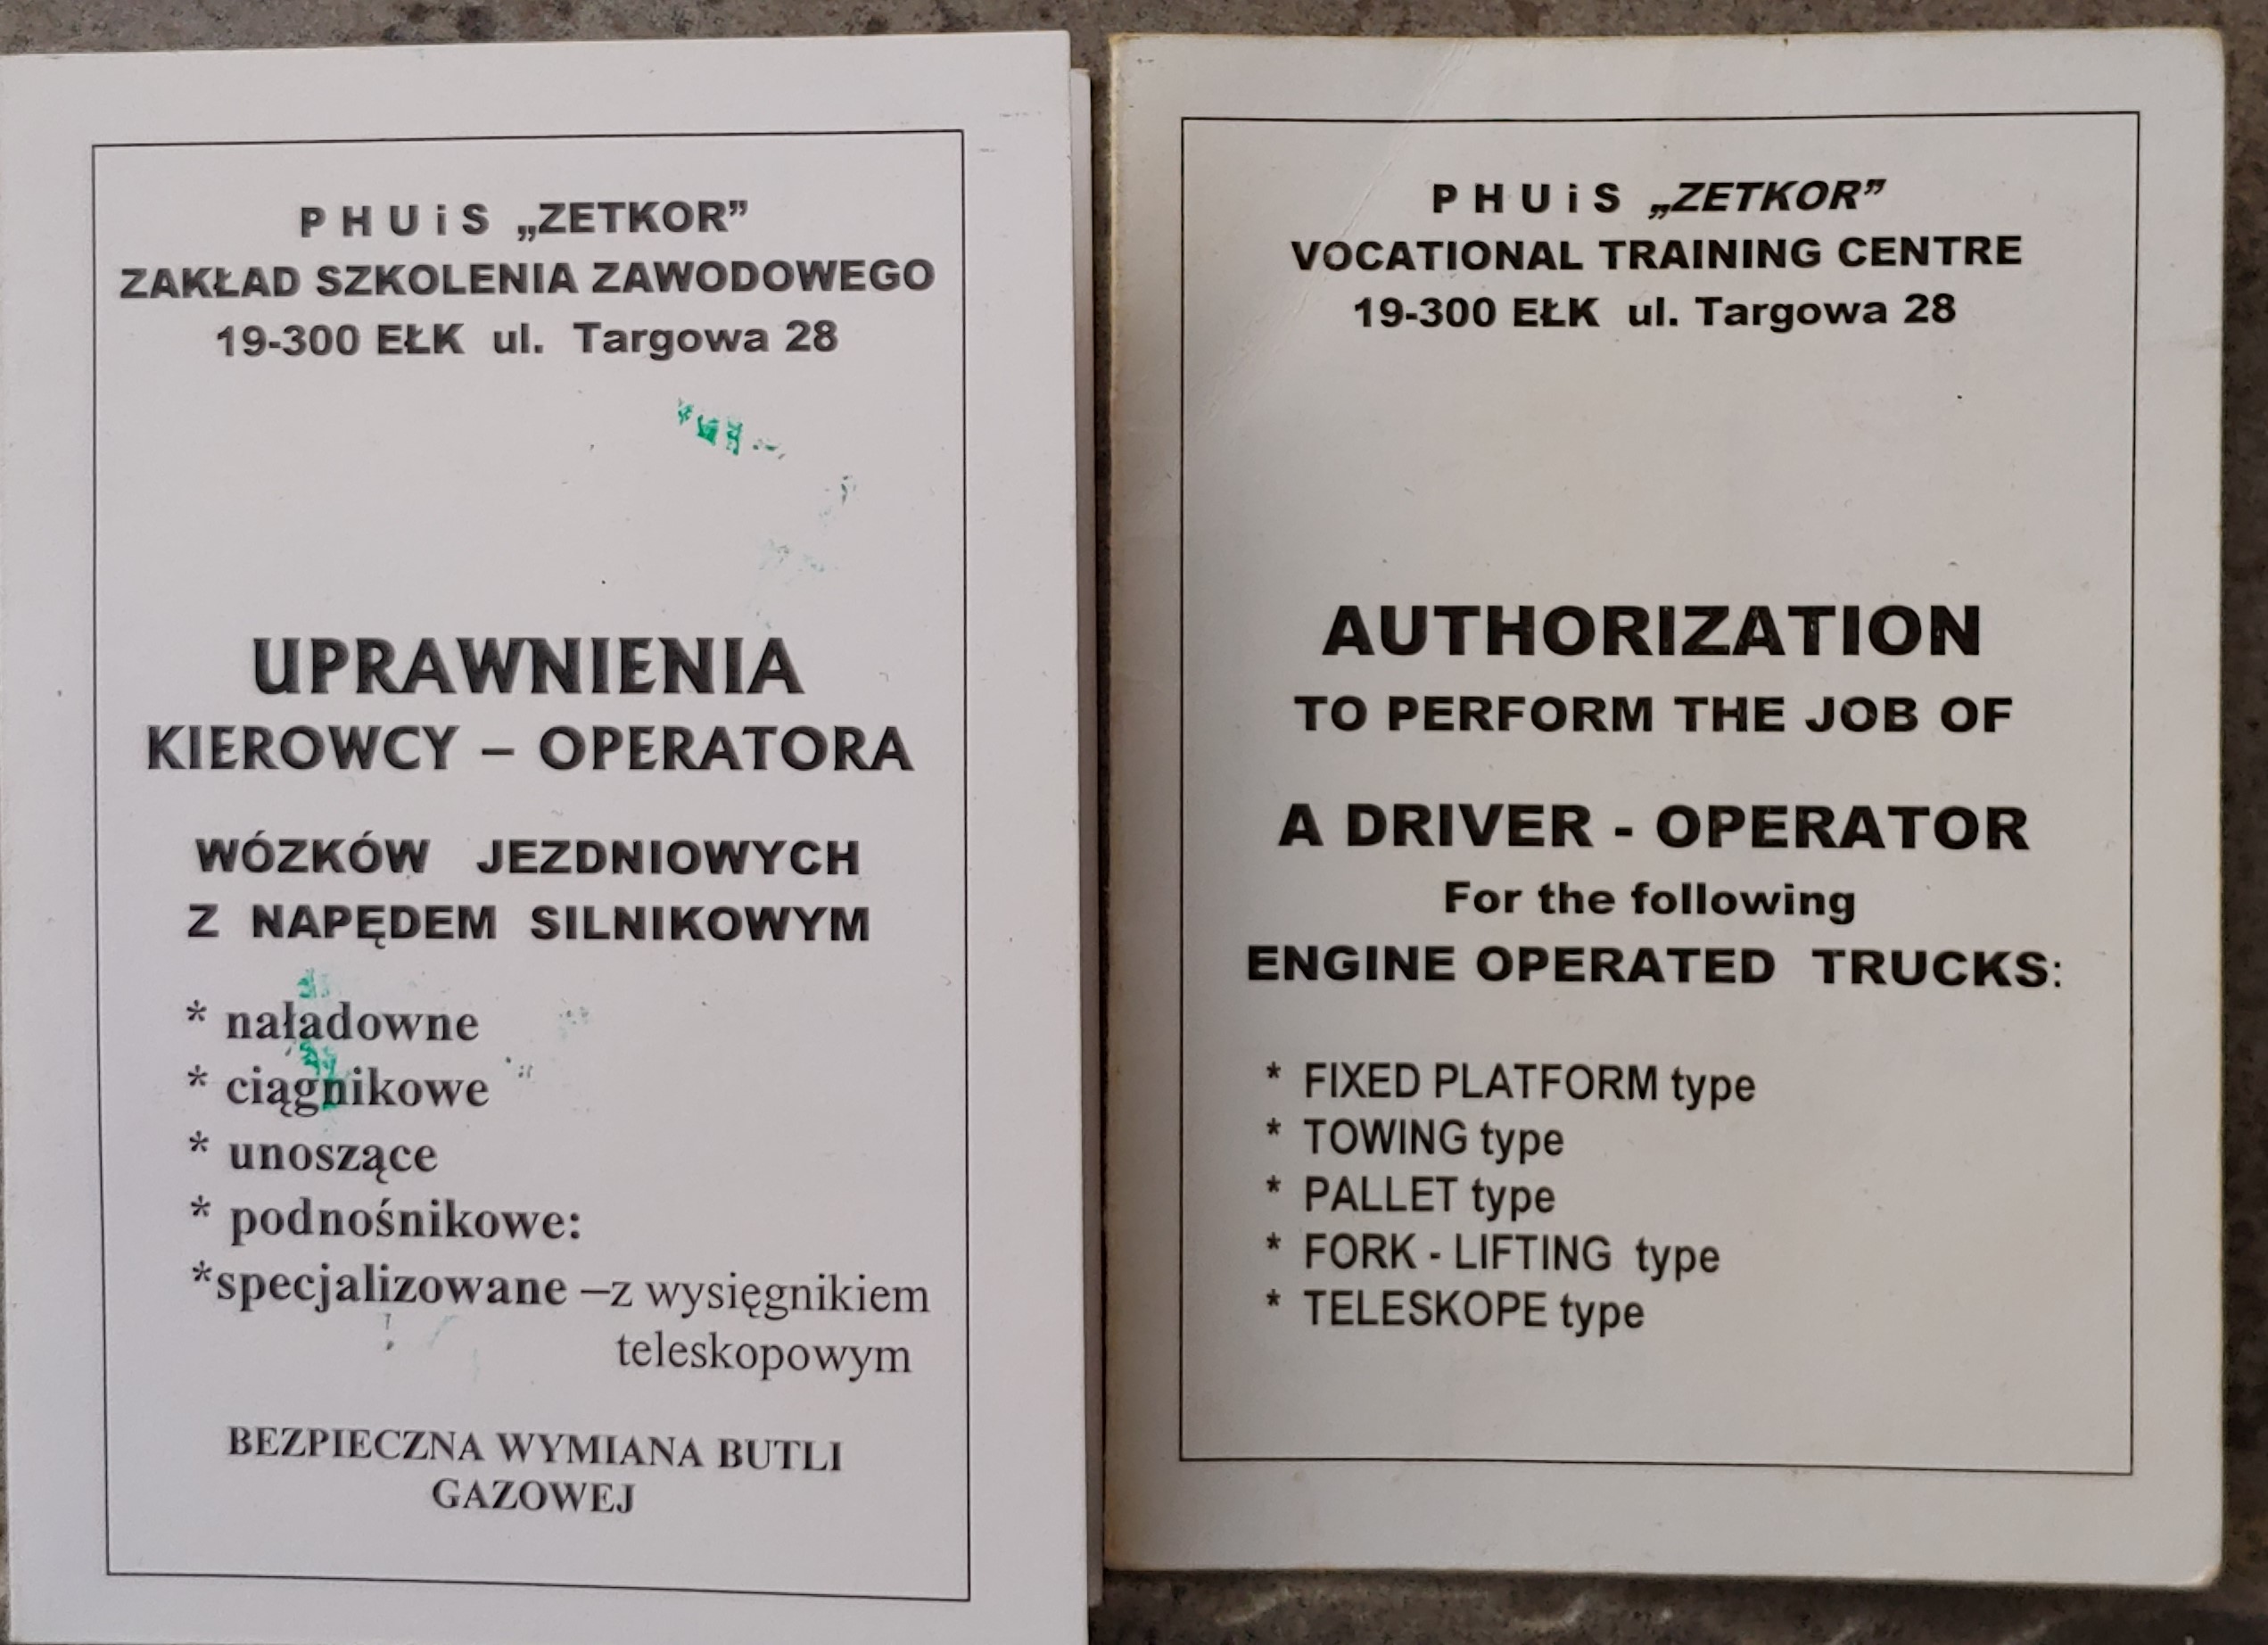 P H U i S „ZETKOR”
ZAKŁAD SZKOLENIA ZAWODOWEGO
19-300 EŁK ul. Targowa 28
UPRAWNIENIA
KIEROWCY – OPERATORA
WÓZKÓW JEZDNIOWYCH
Z NAPĘDEM SILNIKOWYM
* naładowne
* ciągnikowe
* unoszące
* podnośnikowe:
*specjalizowane –z wysięgnikiem
teleskopowym
BEZPIECZNA WYMIANA BUTLI
GAZOWEJ
P H U i S „ZETKOR”
VOCATIONAL TRAINING CENTRE
19-300 EŁK ul. Targowa 28
AUTHORIZATION
TO PERFORM THE JOB OF
A DRIVER - OPERATOR
For the following
ENGINE OPERATED TRUCKS:
* FIXED PLATFORM type
* TOWING type
* PALLET type
* FORK - LIFTING type
* TELESKOPE type